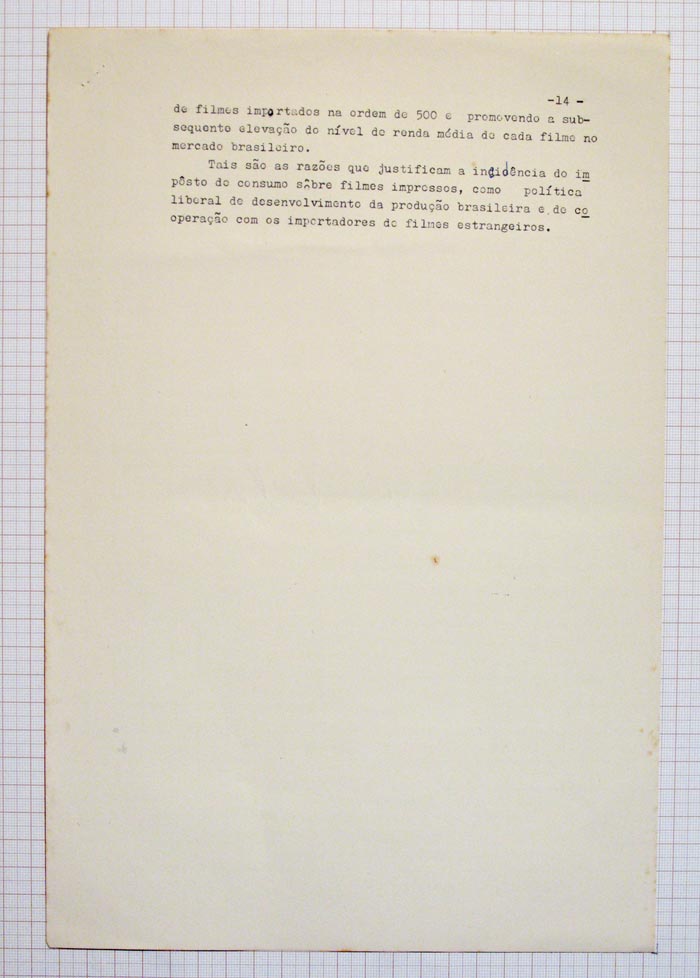 -14 -
de filmes importados na ordem de 500 e promovendo a sub-
sequente elevação do nível de renda média de cada filme no
mercado brasileiro.
Tais são as razões que justificam a incidência do im
pôsto de consumo sôbre filmes impressos, como política
liberal de desenvolvimento da produção brasileira e de co
operação com os importadores de filmes estrangeiros.